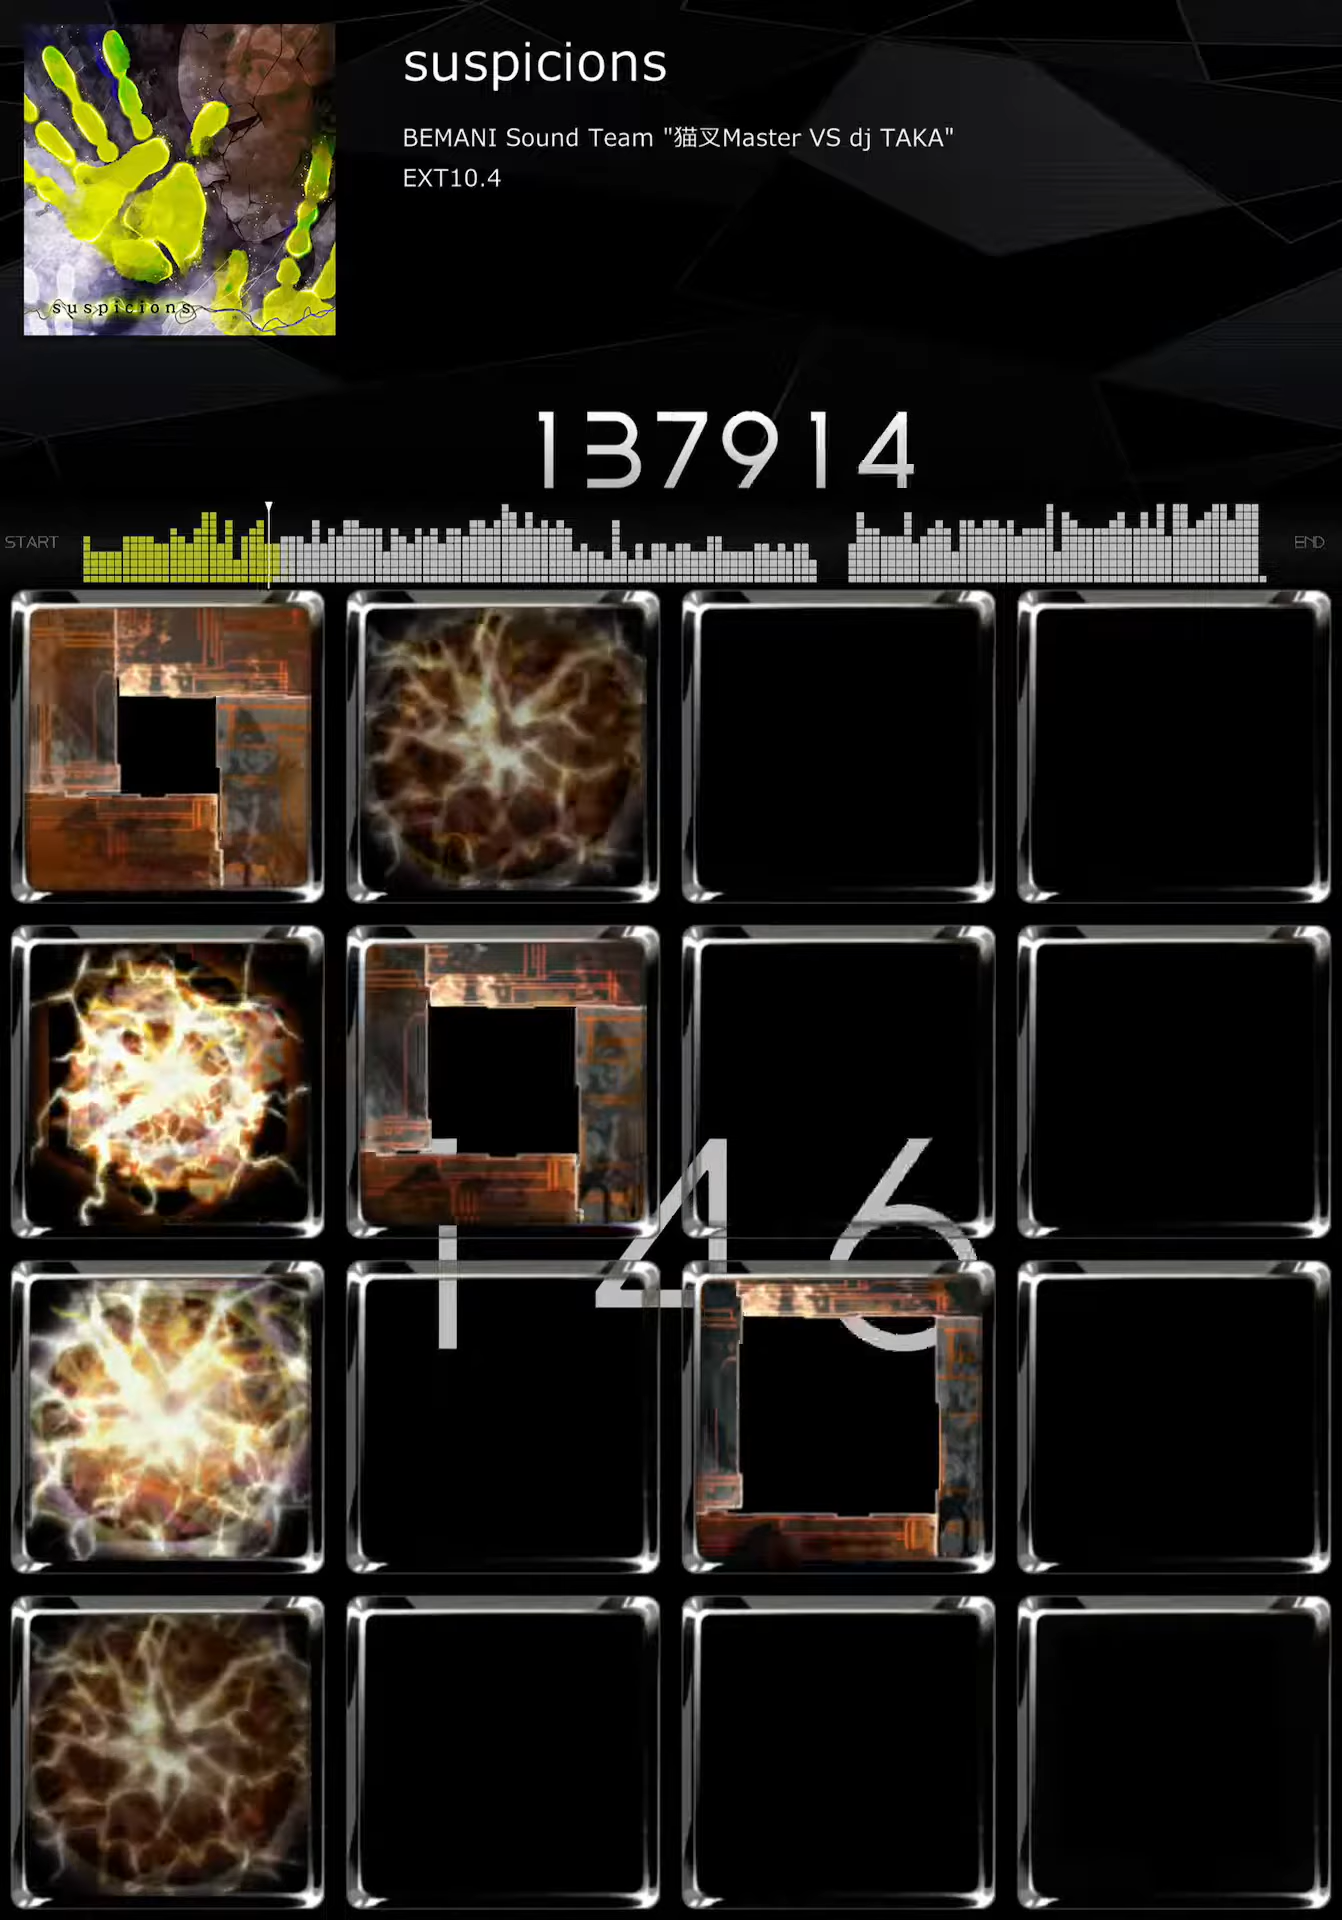 suspicions
BEMANI Sound Team "猫叉Master VS dj TAKA"
EXT10.4
suspicions
137914
START
END
146